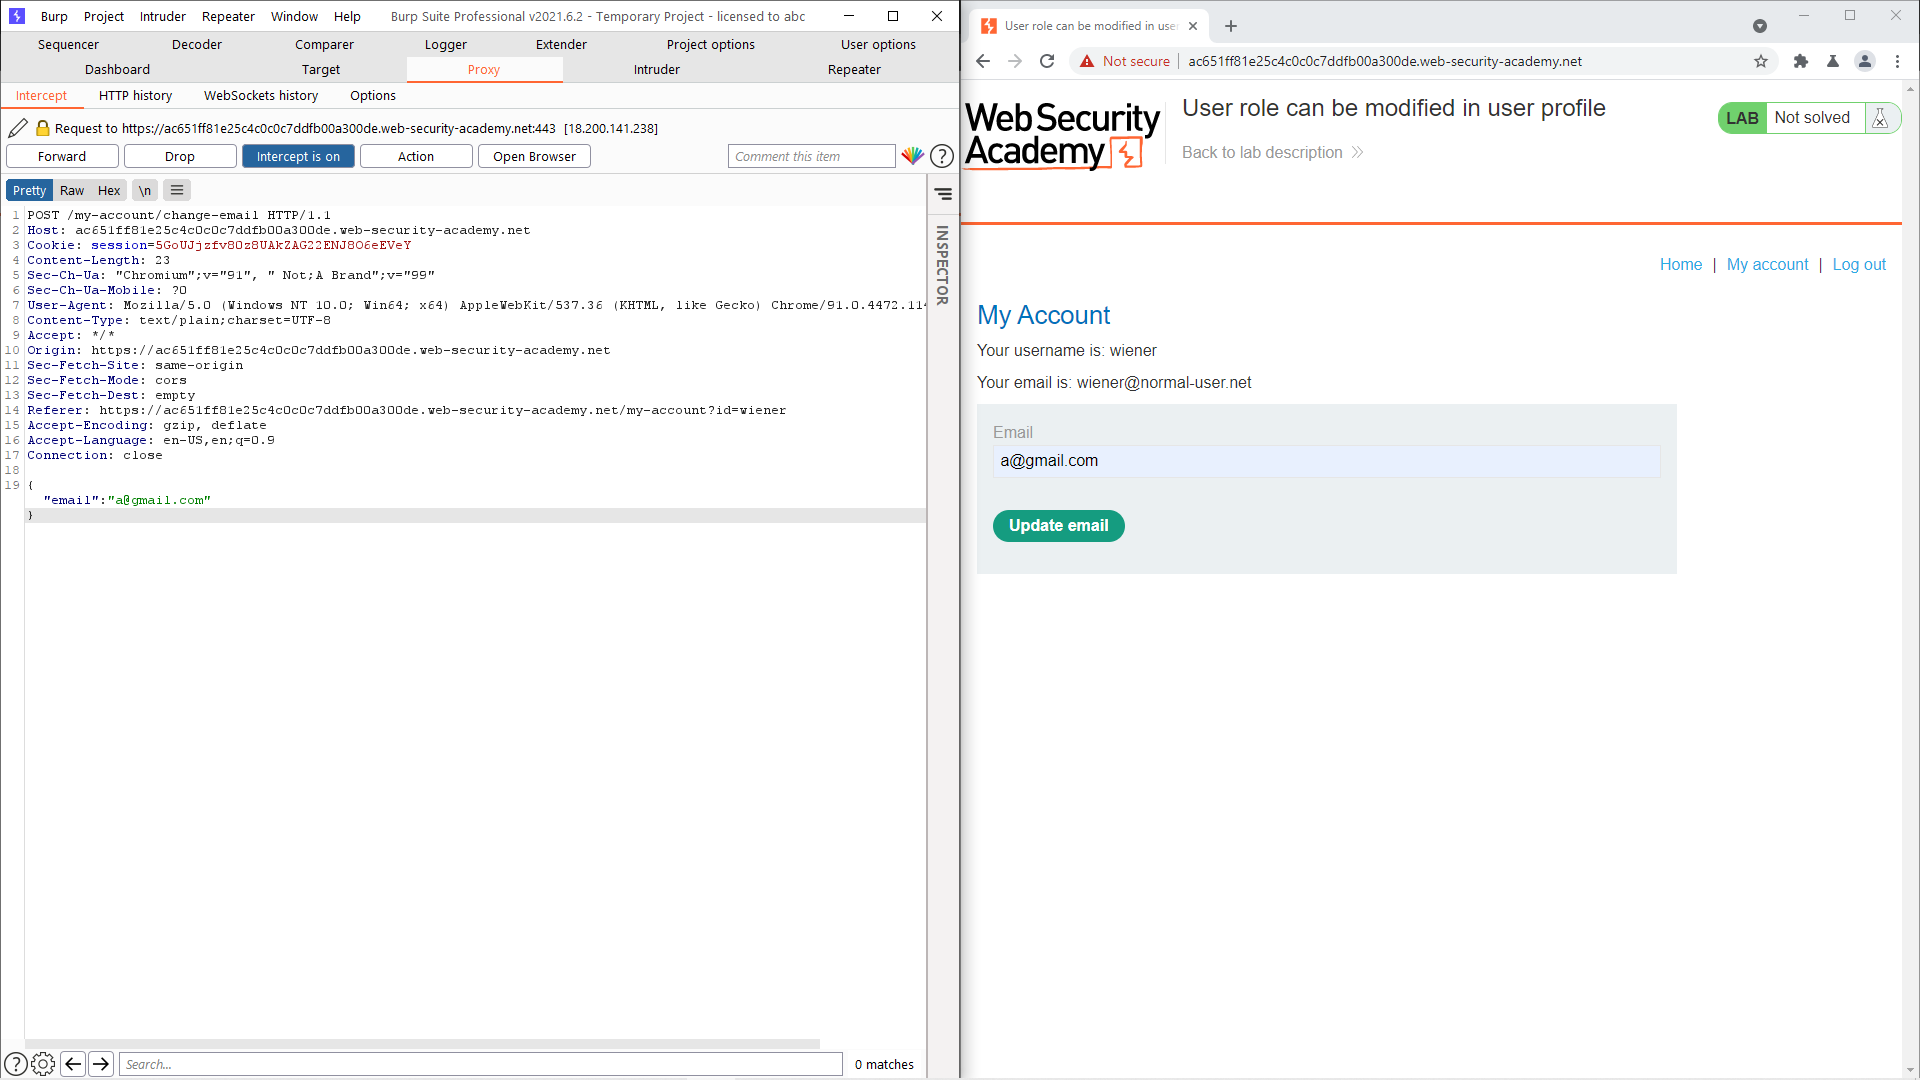 Burp Project Intruder Repeater Window Help Burp Suite Professional v2021.6.2 - Temporary Project - licensed to abc
Sequencer Decoder Comparer Logger Extender Project options User options
Dashboard Target Proxy Intruder Repeater
Intercept HTTP history WebSockets history Options
Request to https://ac651ff81e25c4c0c0c7ddfb00a300de.web-security-academy.net:443 [18.200.141.238]
Forward Drop Intercept is on Action Open Browser Comment this item ?
Pretty Raw Hex \n
INSPECTOR
1 POST /my-account/change-email HTTP/1.1
2 Host: ac651ff81e25c4c0c0c7ddfb00a300de.web-security-academy.net
3 Cookie: session=5GoUJjzfv8Oz8UAkZAG22ENJ8O6eEVeY
4 Content-Length: 23
5 Sec-Ch-Ua: "Chromium";v="91", " Not;A Brand";v="99"
6 Sec-Ch-Ua-Mobile: ?0
7 User-Agent: Mozilla/5.0 (Windows NT 10.0; Win64; x64) AppleWebKit/537.36 (KHTML, like Gecko) Chrome/91.0.4472.114
8 Content-Type: text/plain;charset=UTF-8
9 Accept: */*
10 Origin: https://ac651ff81e25c4c0c0c7ddfb00a300de.web-security-academy.net
11 Sec-Fetch-Site: same-origin
12 Sec-Fetch-Mode: cors
13 Sec-Fetch-Dest: empty
14 Referer: https://ac651ff81e25c4c0c0c7ddfb00a300de.web-security-academy.net/my-account?id=wiener
15 Accept-Encoding: gzip, deflate
16 Accept-Language: en-US,en;q=0.9
17 Connection: close
18
19 {
"email":"a@gmail.com"
}
? Search... 0 matches
User role can be modified in use
Not secure ac651ff81e25c4c0c0c7ddfb00a300de.web-security-academy.net
Web Security
Academy
User role can be modified in user profile
Back to lab description
LAB Not solved
Home | My account | Log out
My Account
Your username is: wiener
Your email is: wiener@normal-user.net
Email
a@gmail.com
Update email